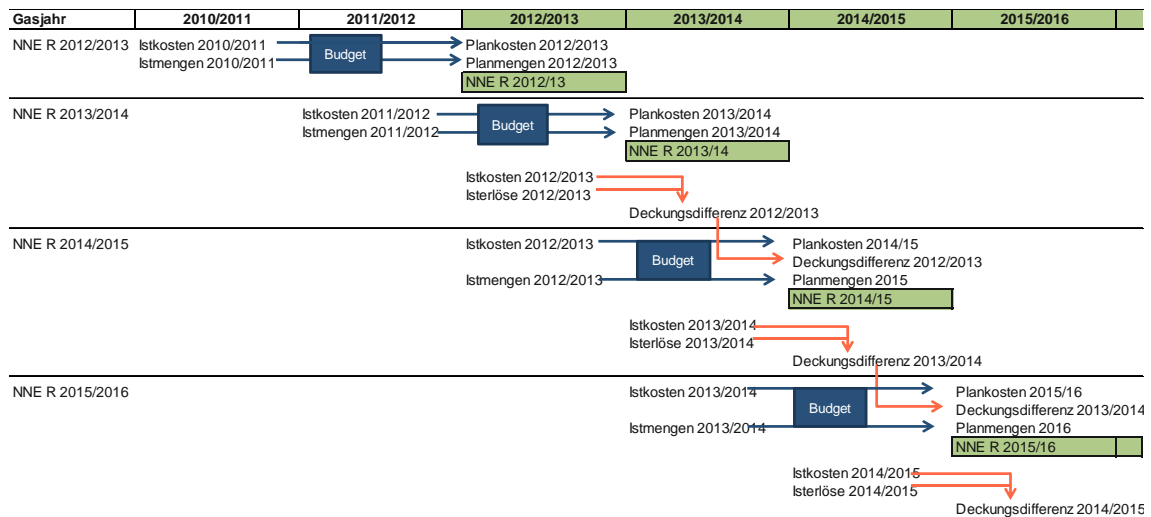 Gasjahr 2010/2011 2011/2012 2012/2013 2013/2014 2014/2015 2015/2016
NNE R 2012/2013 Istkosten 2010/2011 Budget Plankosten 2012/2013
Istmengen 2010/2011 Planmengen 2012/2013
NNE R 2012/13
NNE R 2013/2014 Istkosten 2011/2012 Budget Plankosten 2013/2014
Istmengen 2011/2012 Planmengen 2013/2014
NNE R 2013/14
Istkosten 2012/2013
Isterlöse 2012/2013
Deckungsdifferenz 2012/2013
NNE R 2014/2015 Istkosten 2012/2013 Plankosten 2014/15
Budget Deckungsdifferenz 2012/2013
Istmengen 2012/2013 Planmengen 2015
NNE R 2014/15
Istkosten 2013/2014
Isterlöse 2013/2014
Deckungsdifferenz 2013/2014
NNE R 2015/2016 Istkosten 2013/2014 Plankosten 2015/16
Budget Deckungsdifferenz 2013/2014
Istmengen 2013/2014 Planmengen 2016
NNE R 2015/16
Istkosten 2014/2015
Isterlöse 2014/2015
Deckungsdifferenz 2014/2015